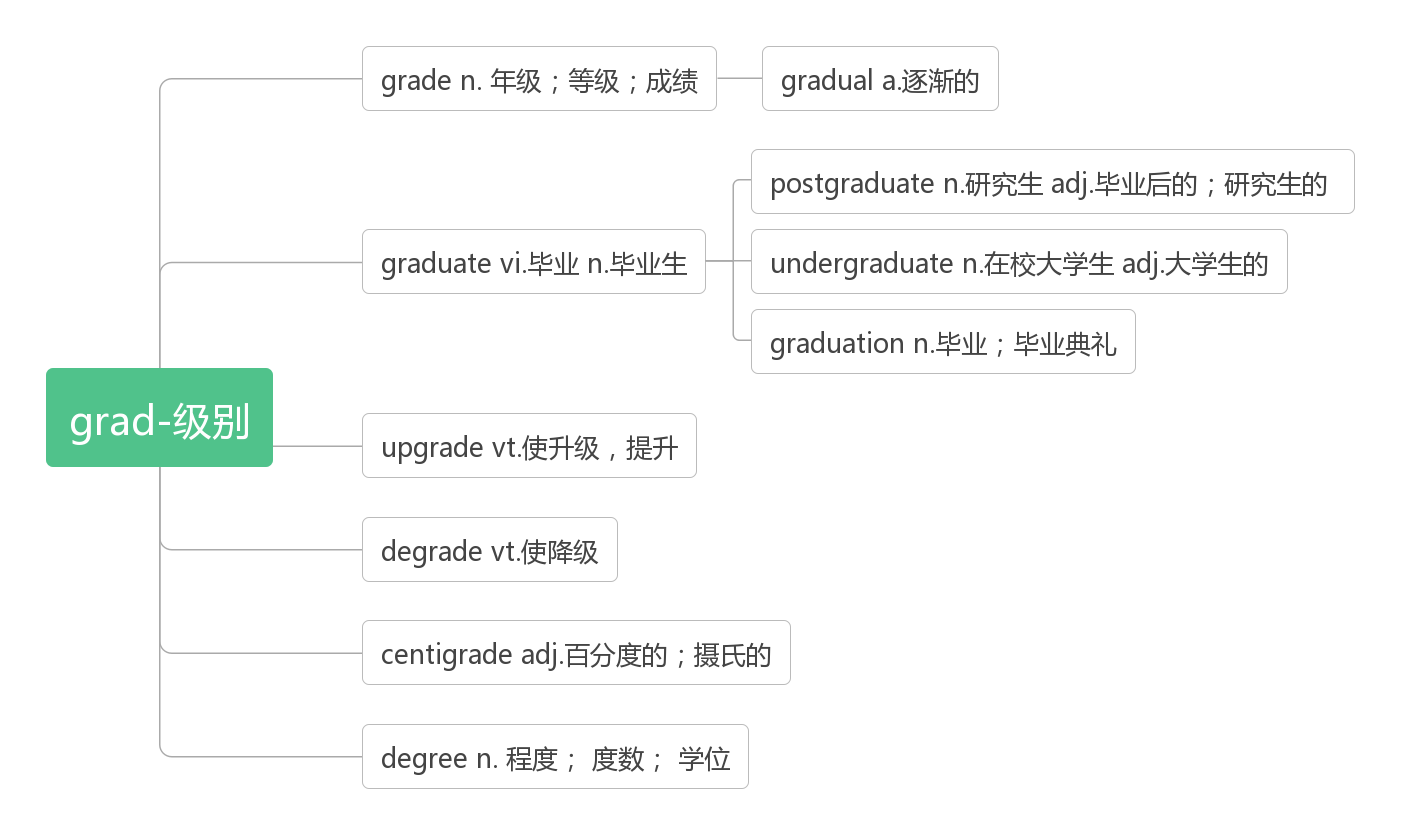 grade n. 年级；等级；成绩
gradual a.逐渐的
postgraduate n.研究生 adj.毕业后的；研究生的
graduate vi.毕业 n.毕业生
undergraduate n.在校大学生 adj.大学生的
graduation n.毕业；毕业典礼
grad-级别
upgrade vt.使升级，提升
degrade vt.使降级
centigrade adj.百分度的；摄氏的
degree n. 程度； 度数； 学位